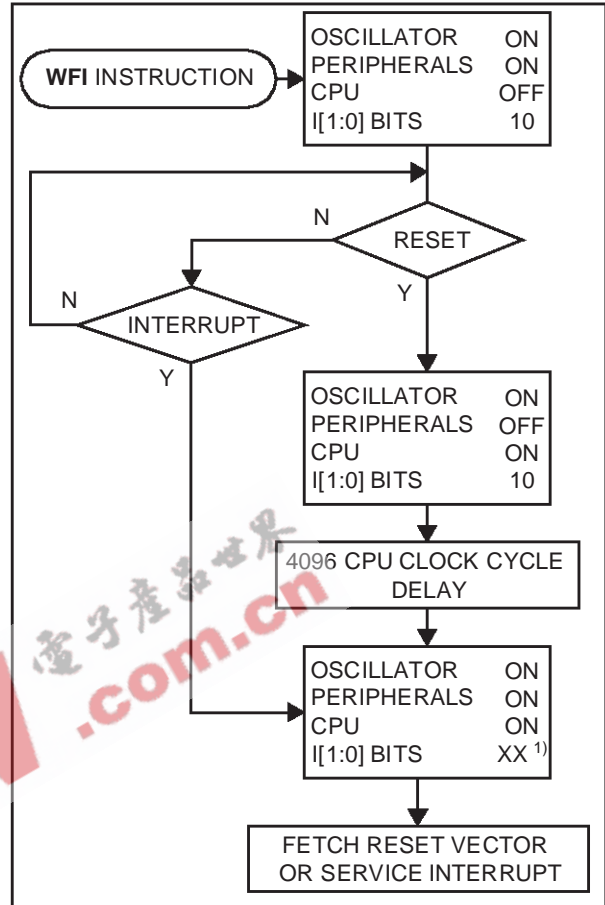 WFI INSTRUCTION
OSCILLATOR ON
PERIPHERALS ON
CPU OFF
I[1:0] BITS 10
N
RESET
Y
N
INTERRUPT
Y
OSCILLATOR ON
PERIPHERALS OFF
CPU ON
I[1:0] BITS 10
4096 CPU CLOCK CYCLE
DELAY
OSCILLATOR ON
PERIPHERALS ON
CPU ON
I[1:0] BITS XX 1)
FETCH RESET VECTOR
OR SERVICE INTERRUPT
電子產品世界
.com.cn